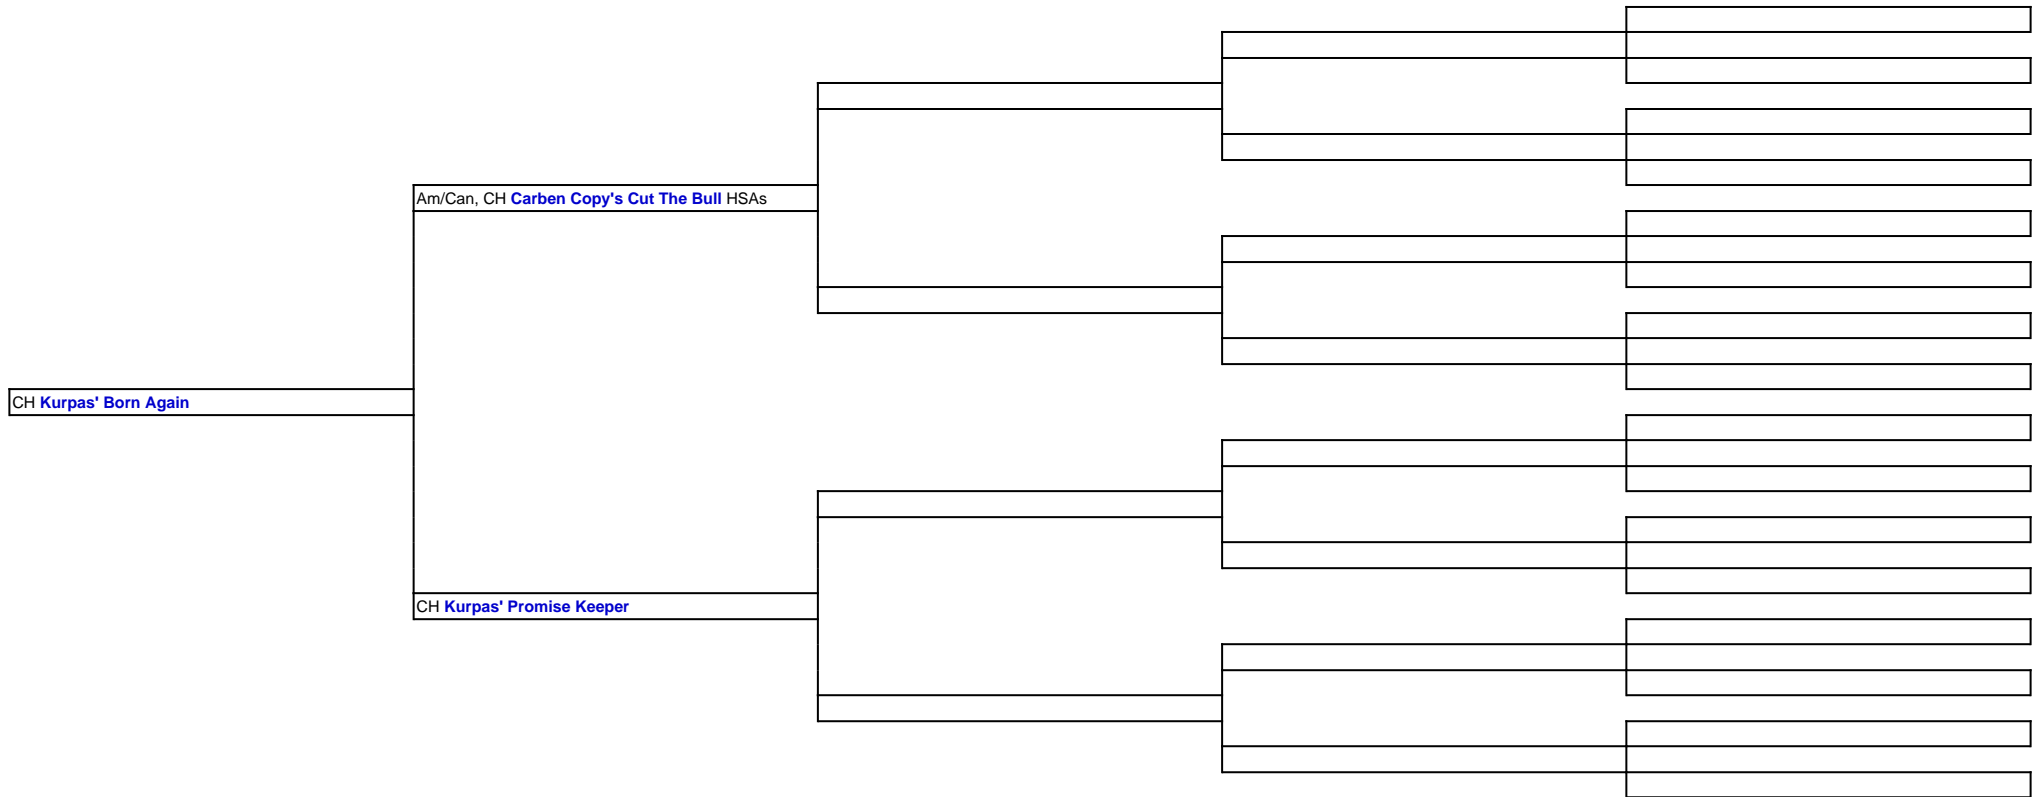 Am/Can, CH Carben Copy's Cut The Bull HSAs
CH Kurpas' Born Again
CH Kurpas' Promise Keeper